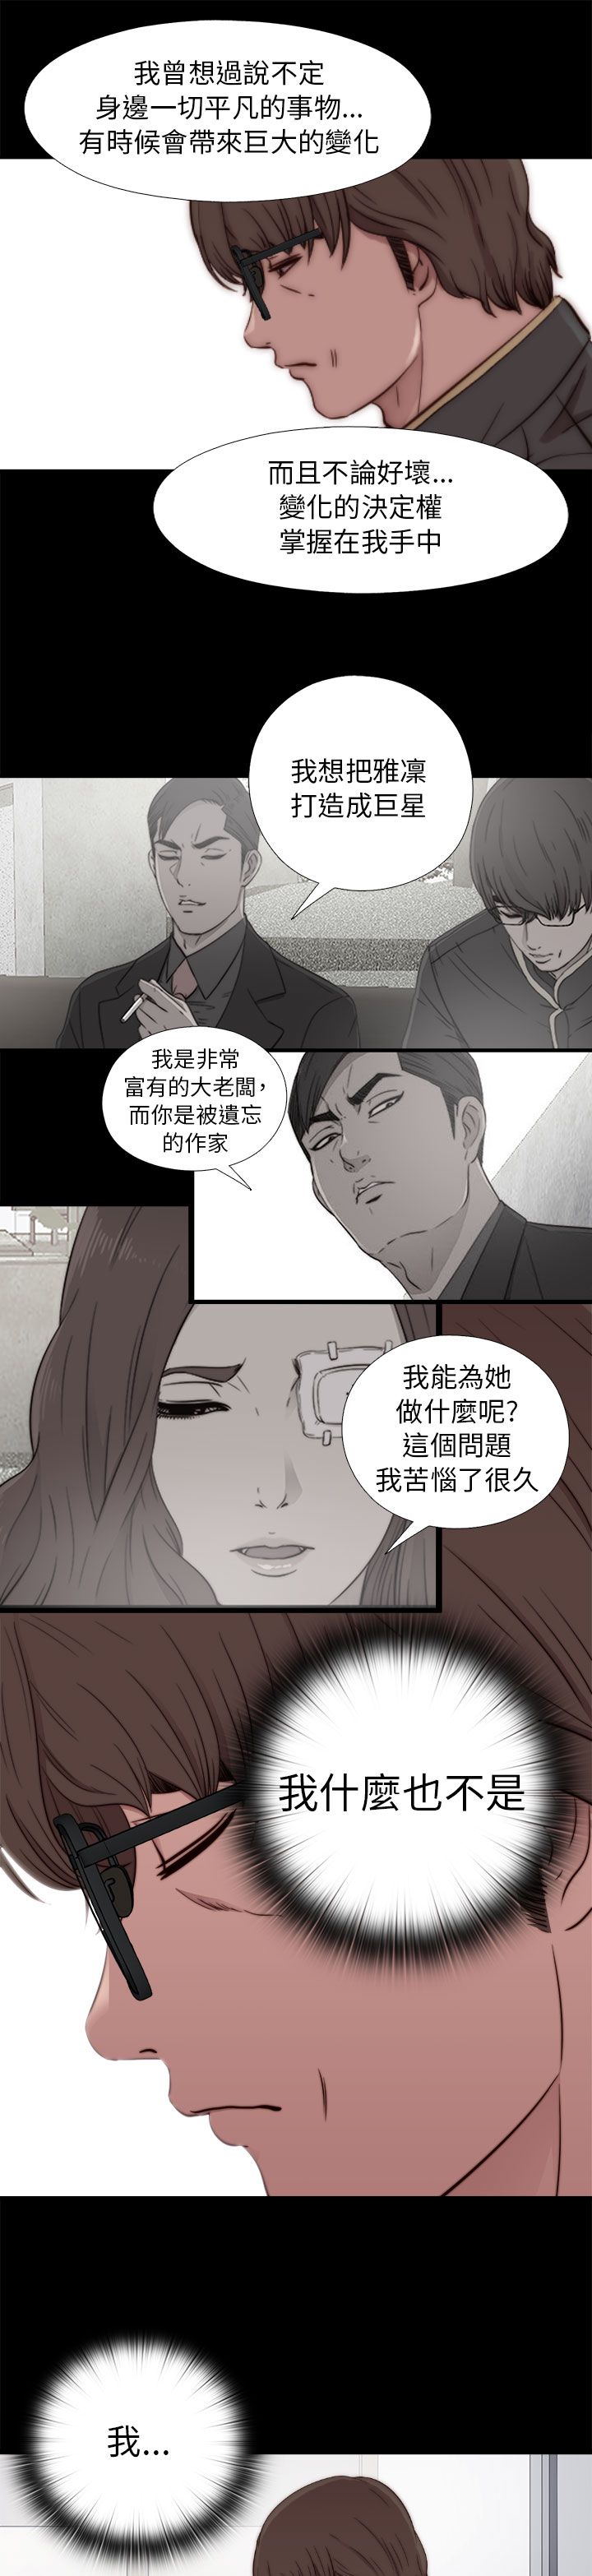 我曾想過說不定
身邊一切平凡的事物...
有時候會帶來巨大的變化
而且不論好壞...
變化的決定權
掌握在我手中
我想把雅凜
打造成巨星
我是非常
富有的大老闆，
而你是被遺忘
的作家
我能為她
做什麼呢?
這個問題
我苦惱了很久
我什麼也不是
我...